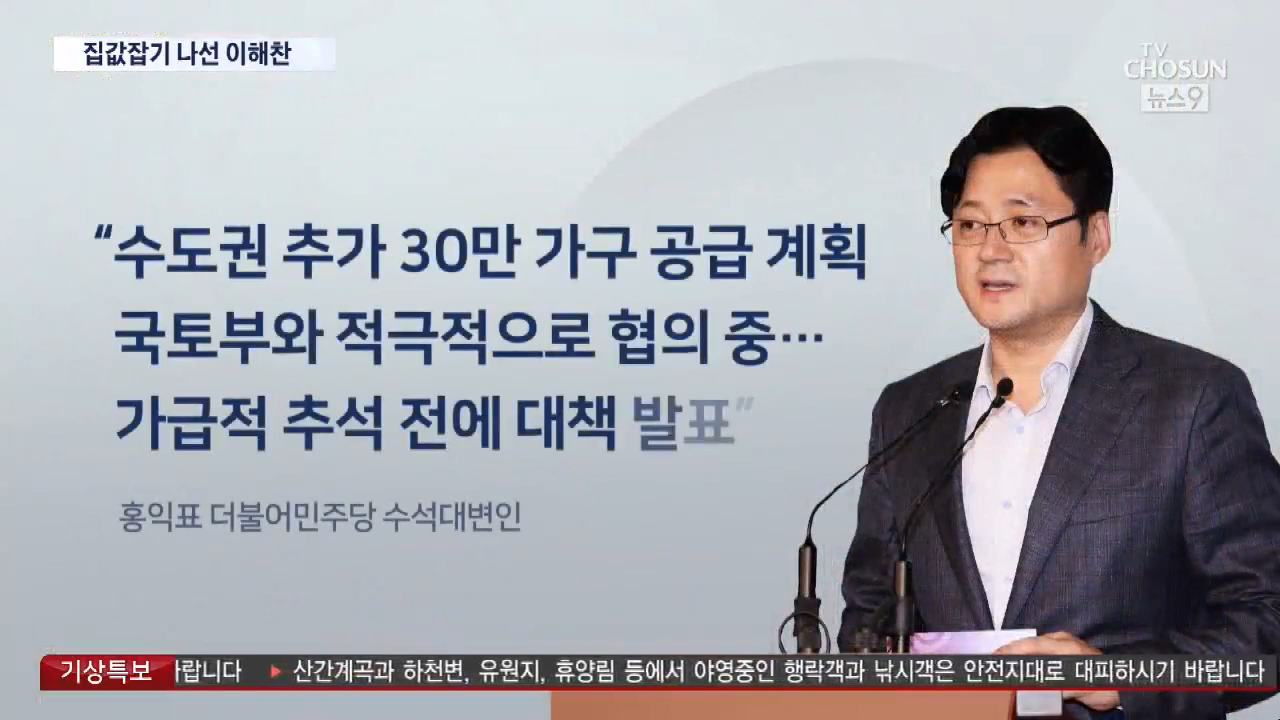 집값잡기 나선 이해찬
TV
CHOSUN
뉴스9
“수도권 추가 30만 가구 공급 계획
국토부와 적극적으로 협의 중…
가급적 추석 전에 대책 발표”
홍익표 더불어민주당 수석대변인
기상특보
바랍니다 ▶ 산간계곡과 하천변, 유원지, 휴양림 등에서 야영중인 행락객과 낚시객은 안전지대로 대피하시기 바랍니다